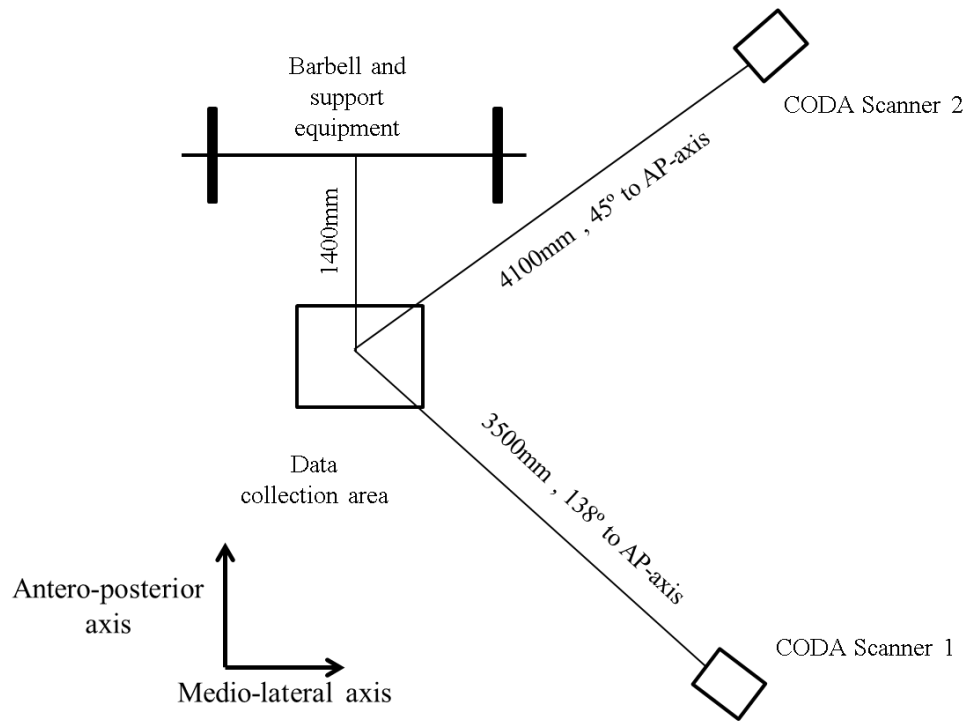 Barbell and
support
equipment
CODA Scanner 2
1400mm
4100mm , 45º to AP-axis
3500mm , 138º to AP-axis
Data
collection area
Antero-posterior
axis
Medio-lateral axis
CODA Scanner 1